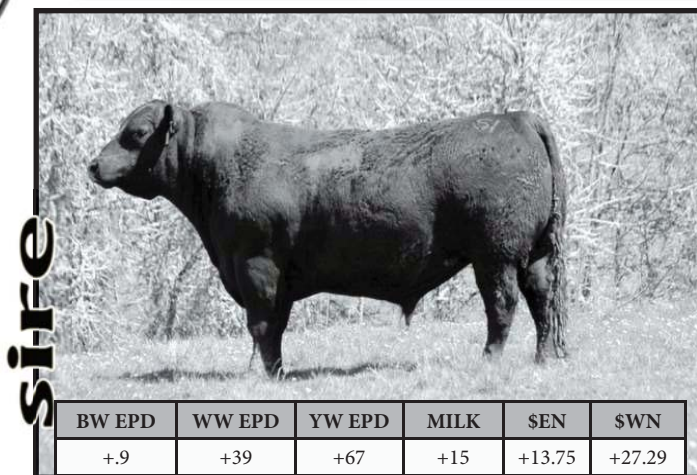 sire
BW EPD WW EPD YW EPD MILK $EN $WN
+.9 +39 +67 +15 +13.75 +27.29